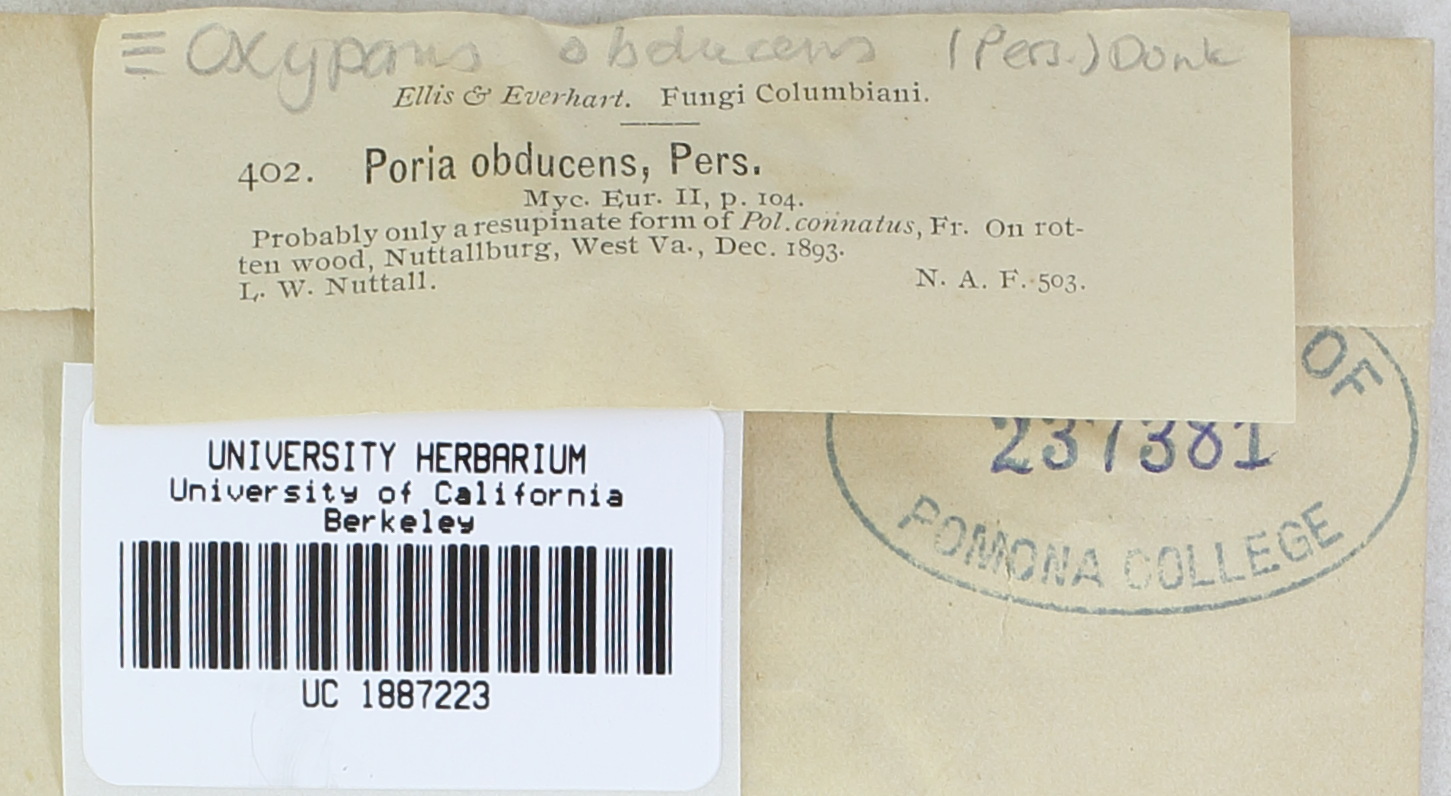 ≡ Oxyporus obducens (Pers.) Donk
Ellis & Everhart. Fungi Columbiani.
402. Poria obducens, Pers.
Myc. Eur. II, p. 104.
Probably only a resupinate form of Pol. connatus, Fr. On rot-
ten wood, Nuttallburg, West Va., Dec. 1893.
L. W. Nuttall. N. A. F. 503.
OF
237381
POMONA COLLEGE
UNIVERSITY HERBARIUM
University of California
Berkeley
UC 1887223